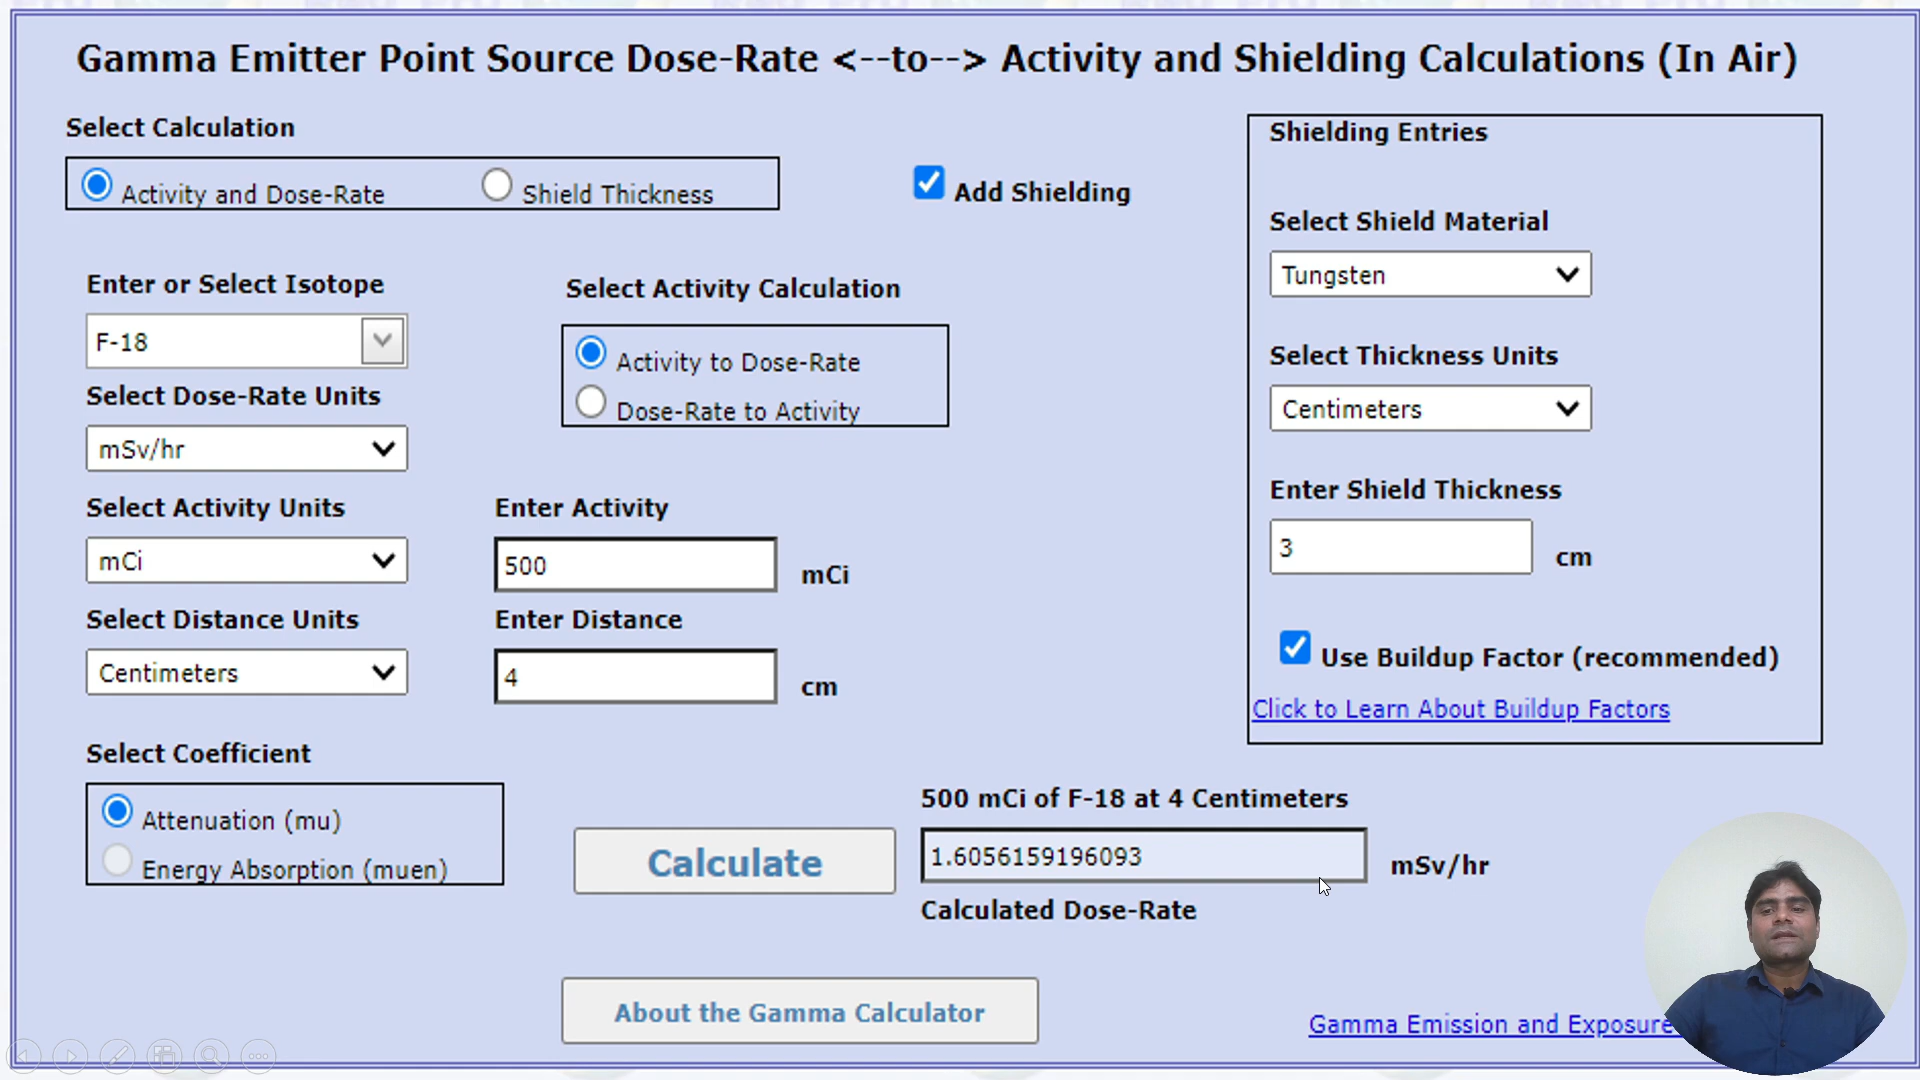 Gamma Emitter Point Source Dose-Rate <--to--> Activity and Shielding Calculations (In Air)
Select Calculation
Activity and Dose-Rate
Shield Thickness
Add Shielding
Shielding Entries
Select Shield Material
Tungsten
Enter or Select Isotope
F-18
Select Activity Calculation
Activity to Dose-Rate
Dose-Rate to Activity
Select Thickness Units
Centimeters
Select Dose-Rate Units
mSv/hr
Enter Shield Thickness
3 cm
Select Activity Units
mCi
Enter Activity
500 mCi
Select Distance Units
Centimeters
Enter Distance
4 cm
Use Buildup Factor (recommended)
Click to Learn About Buildup Factors
Select Coefficient
Attenuation (mu)
Energy Absorption (muen)
Calculate
500 mCi of F-18 at 4 Centimeters
1.6056159196093 mSv/hr
Calculated Dose-Rate
About the Gamma Calculator
Gamma Emission and Exposure